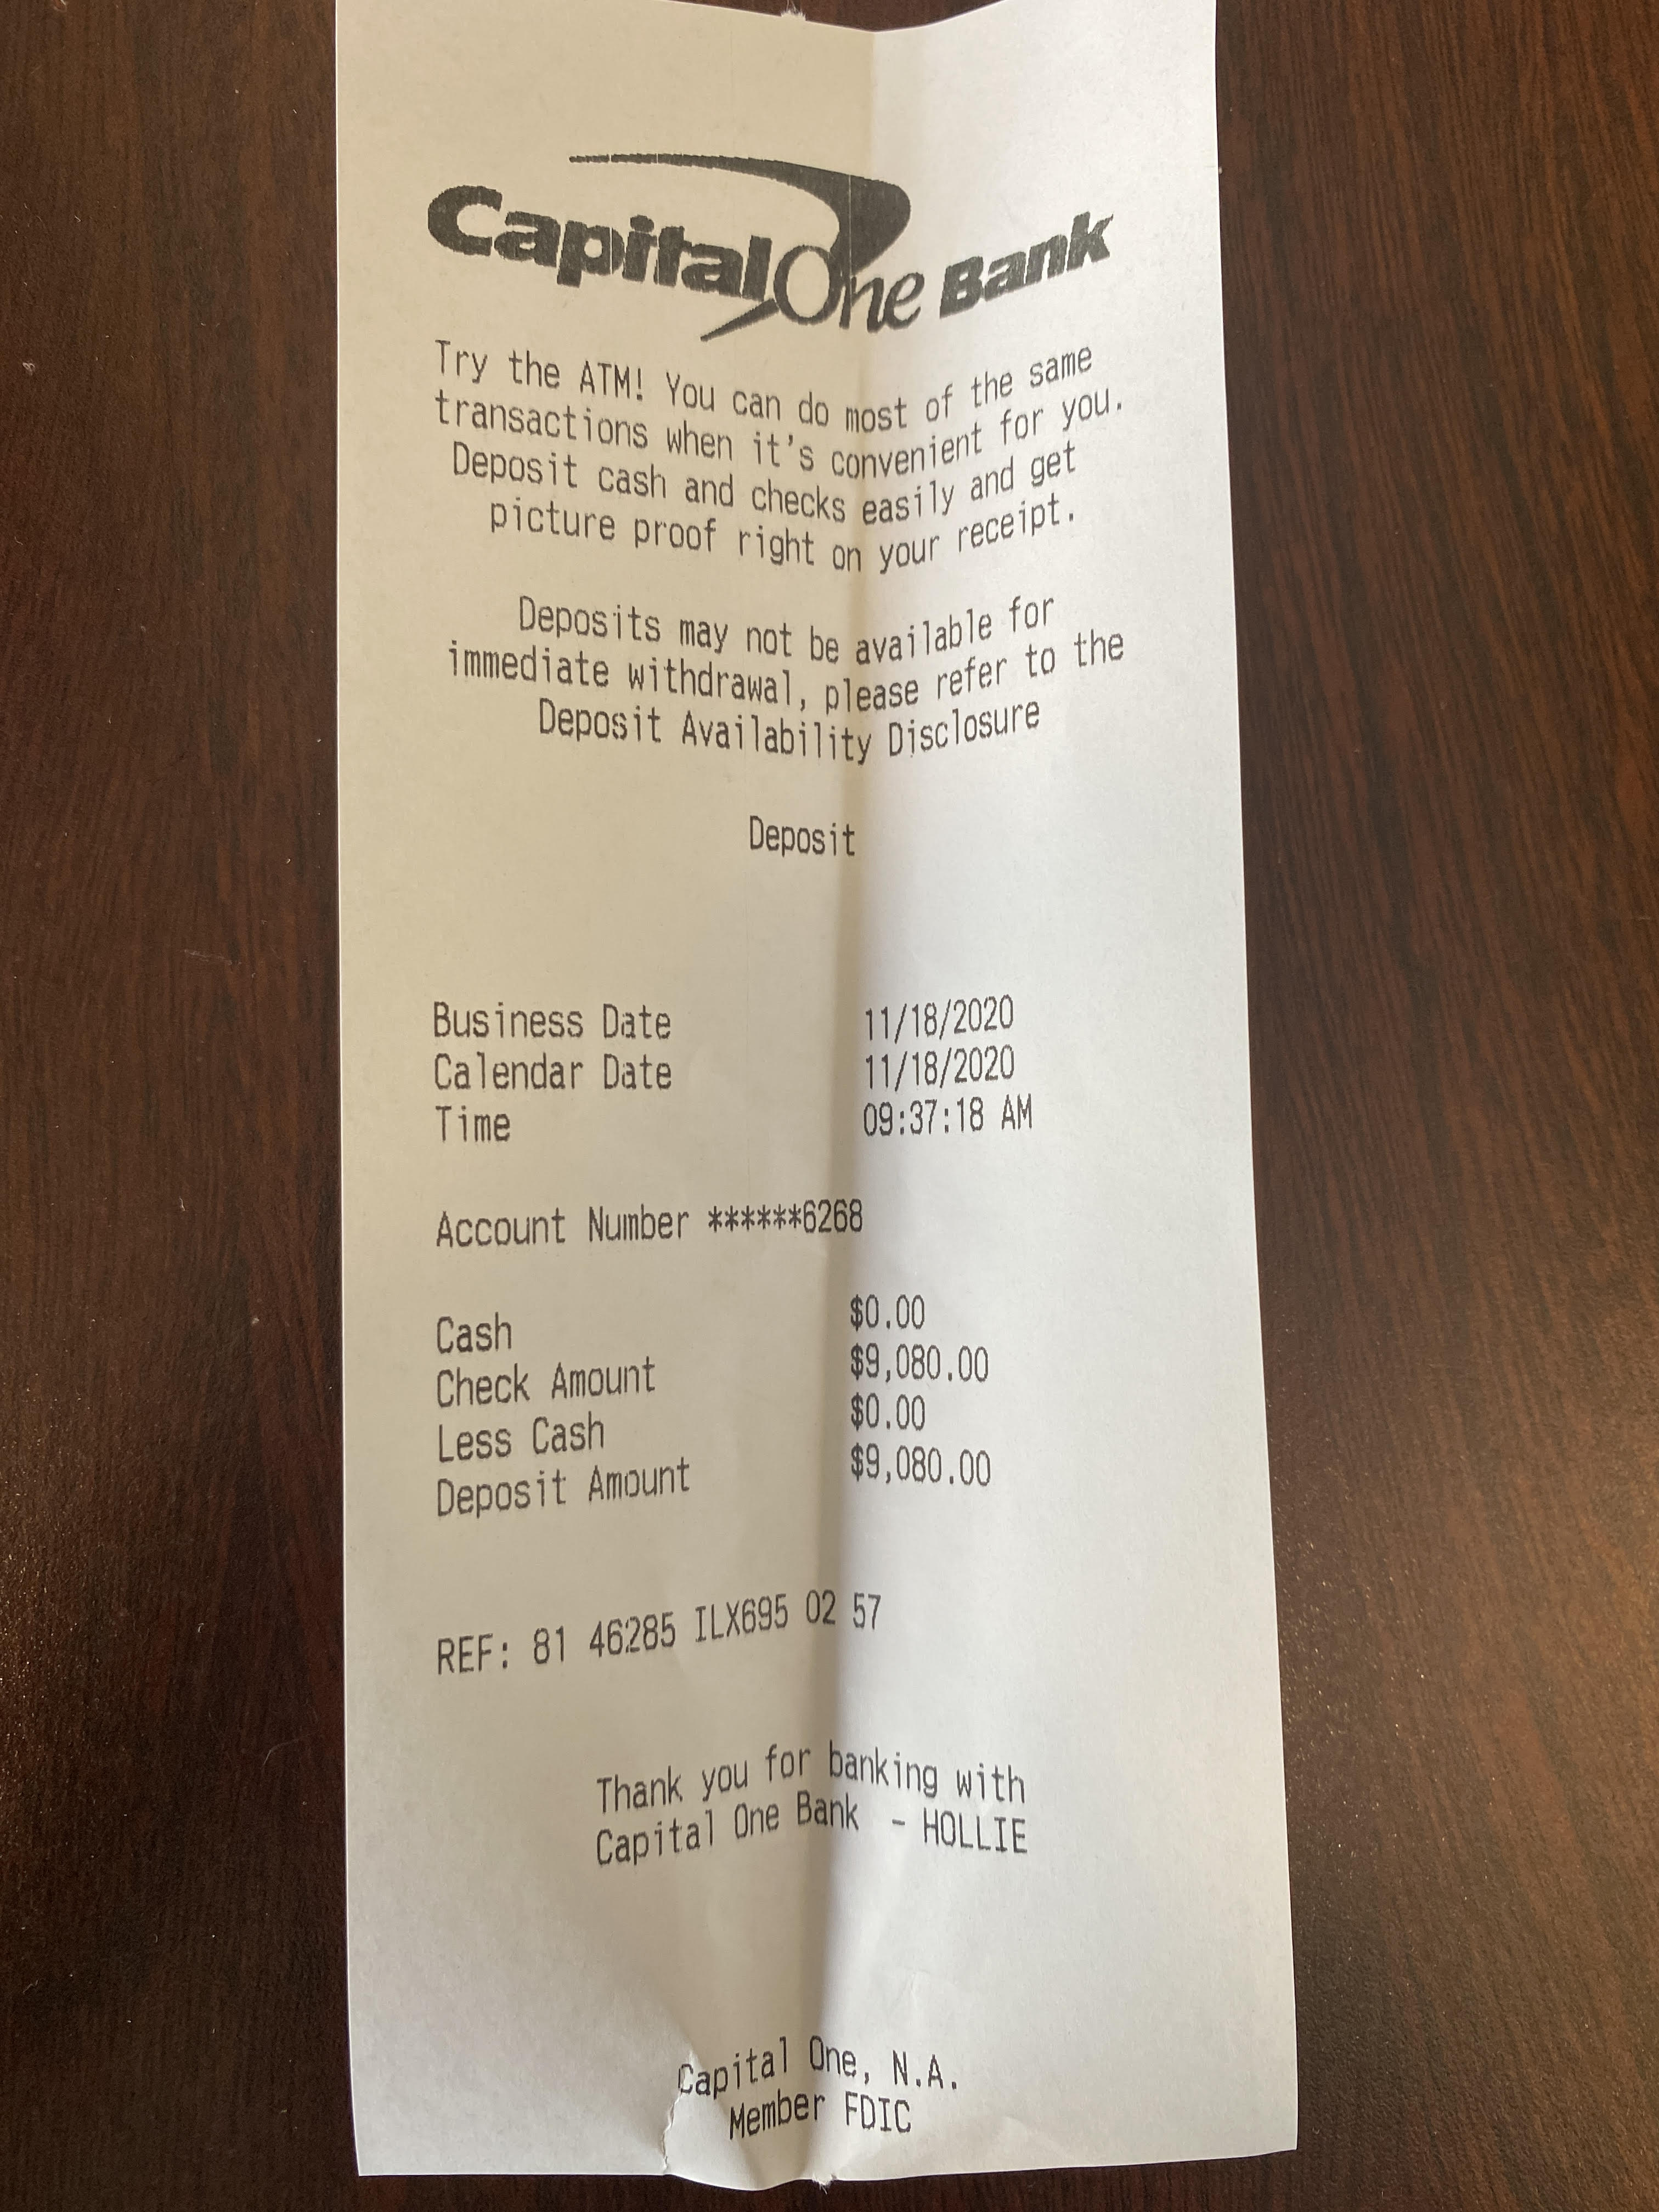 Capital One Bank
Try the ATM! You can do most of the same
transactions when it's convenient for you.
Deposit cash and checks easily and get
picture proof right on your receipt.
Deposits may not be available for
immediate withdrawal, please refer to the
Deposit Availability Disclosure
Deposit
Business Date 11/18/2020
Calendar Date 11/18/2020
Time 09:37:18 AM
Account Number ******6268
Cash $0.00
Check Amount $9,080.00
Less Cash $0.00
Deposit Amount $9,080.00
REF: 81 46285 ILX695 02 57
Thank you for banking with
Capital One Bank - HOLLIE
Capital One, N.A.
Member FDIC